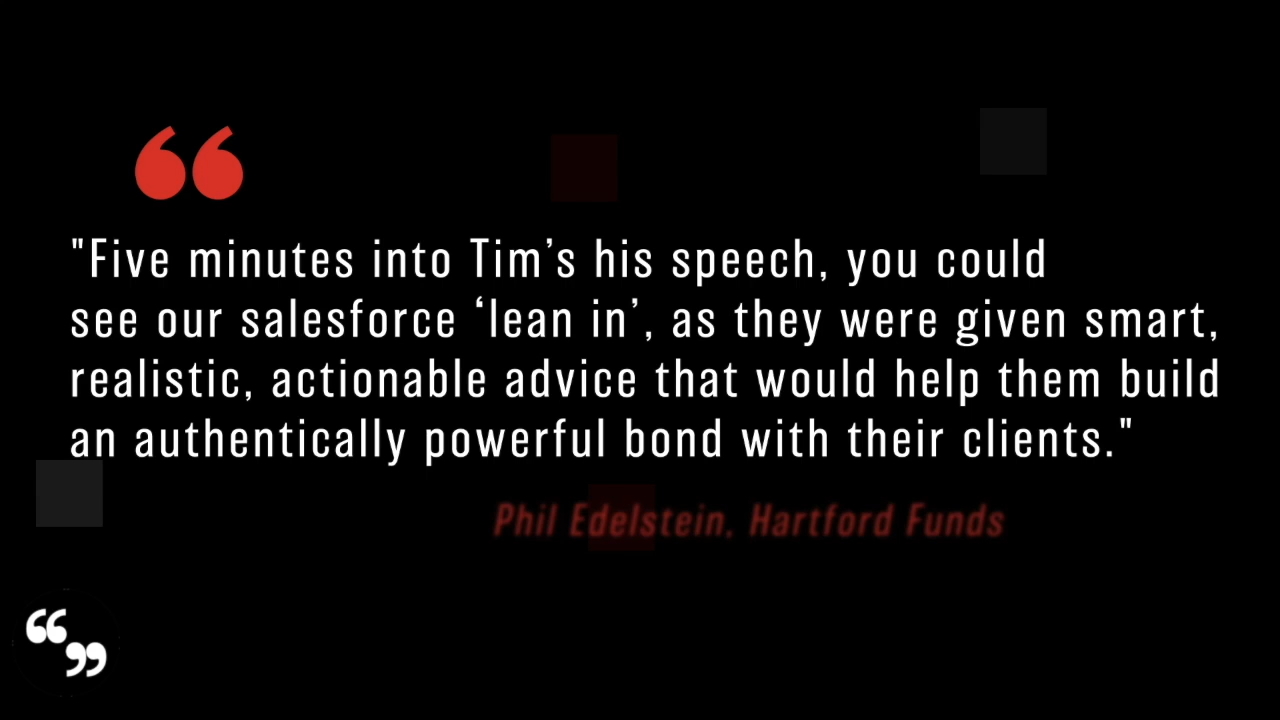 "Five minutes into Tim’s his speech, you could
see our salesforce ‘lean in’, as they were given smart,
realistic, actionable advice that would help them build
an authentically powerful bond with their clients."
Phil Edelstein, Hartford Funds